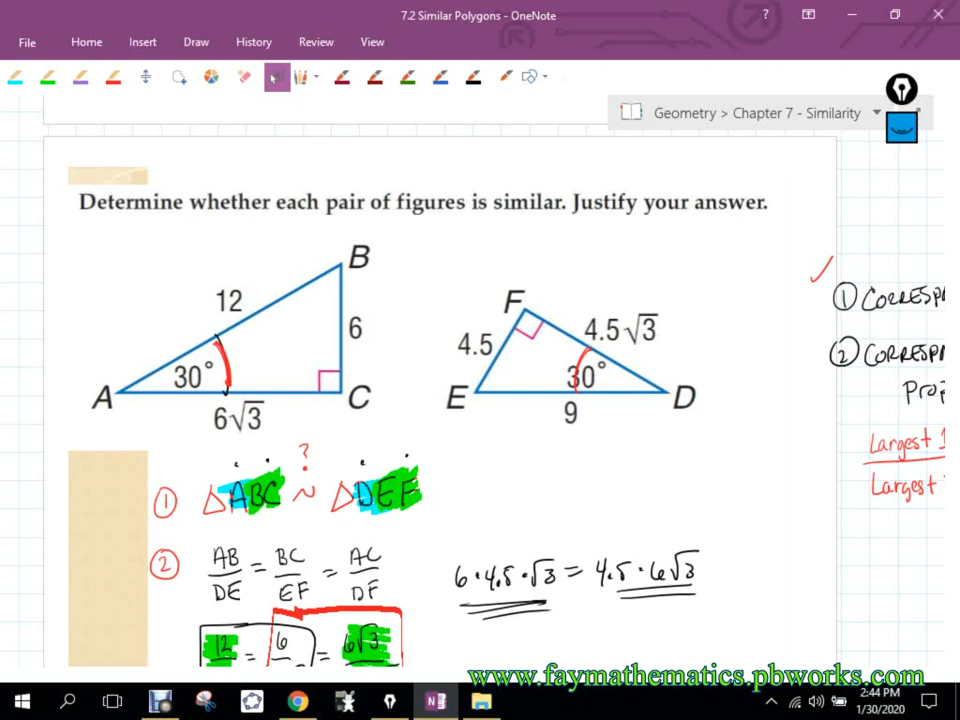 7.2 Similar Polygons - OneNote
?
File Home Insert Draw History Review View
Geometry > Chapter 7 - Similarity
Determine whether each pair of figures is similar. Justify your answer.
B
12
6
30°
A
6√3
C
F
4.5
4.5√3
30°
E
9
D
① CORRESP
② CORRESP
PROP
LARGEST
LARGEST
?
① △ABC ~ △DEF
② AB/DE = BC/EF = AC/DF
6·4.5·√3 = 4.5·6√3
12 = 6 = 6√3
www.faymathematics.pbworks.com
2:44 PM
1/30/2020